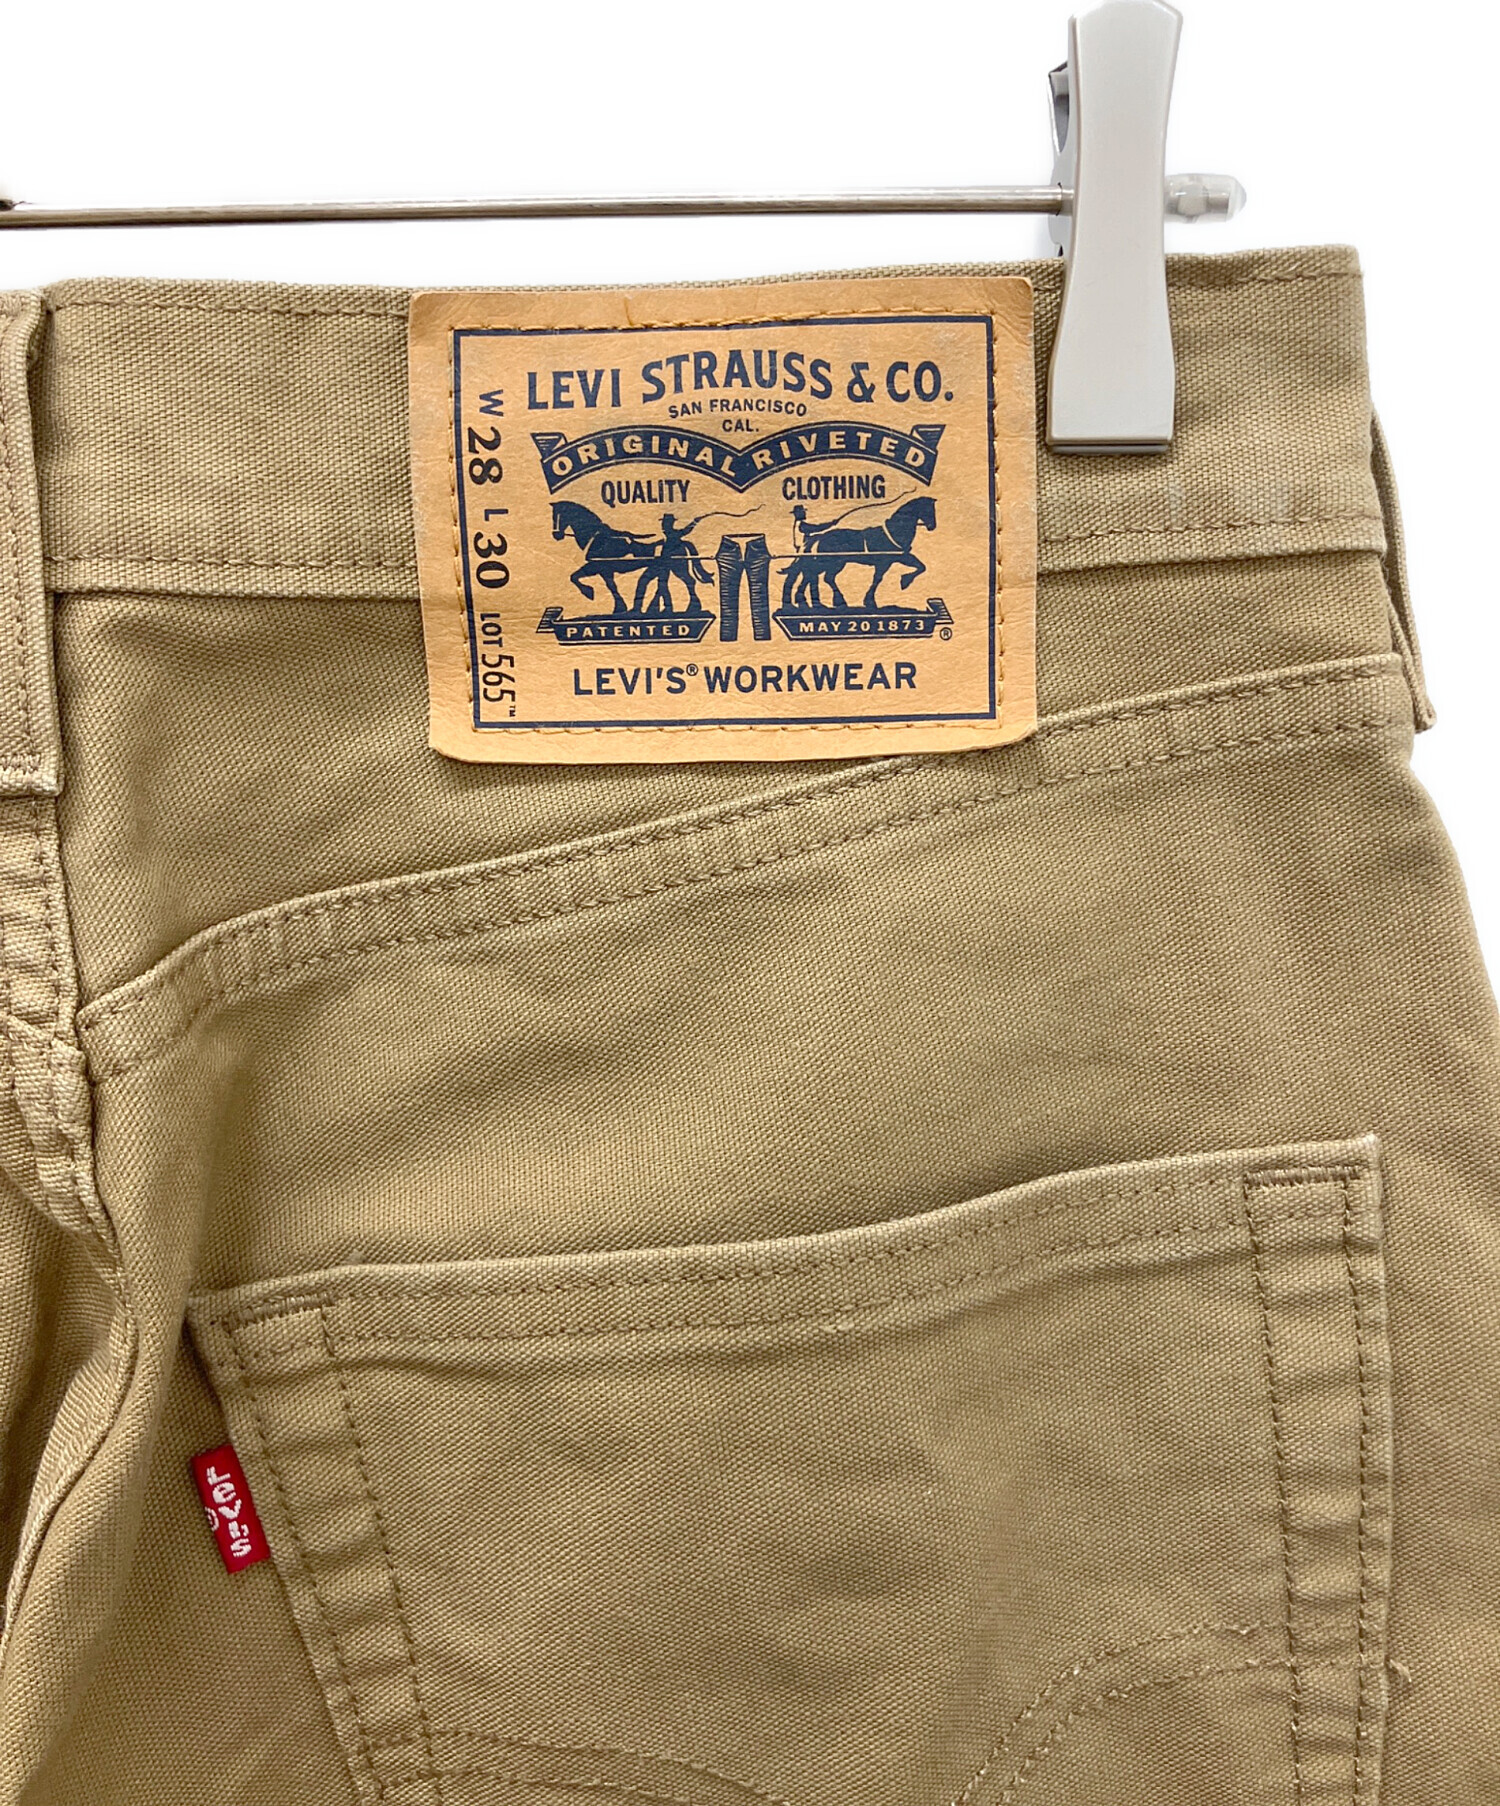 LEVI STRAUSS & CO.
SAN FRANCISCO
CAL.
ORIGINAL RIVETED
QUALITY CLOTHING
PATENTED MAY 20 1873 ®
LEVI'S® WORKWEAR
W 28 L 30 LOT 565™
LEVI'S